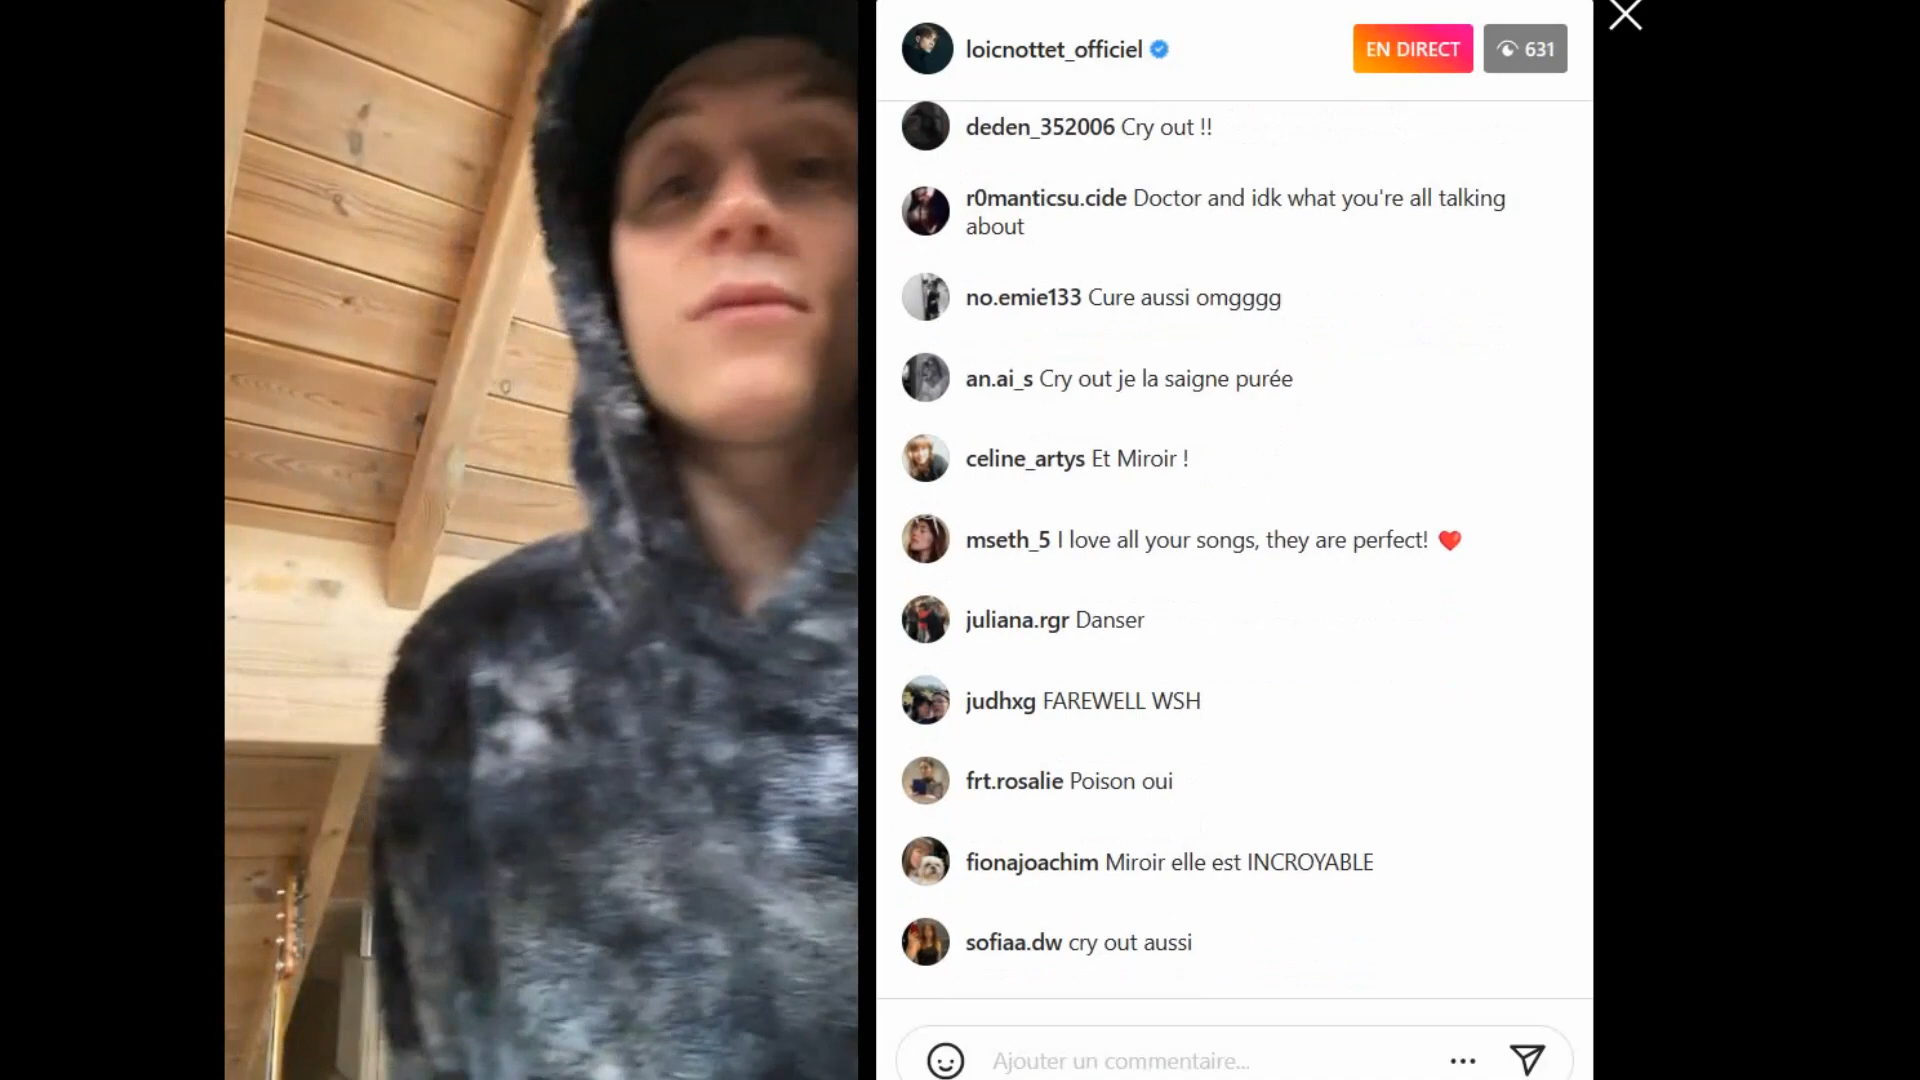 loicnottet_officiel
EN DIRECT
631
deden_352006 Cry out !!
r0manticsu.cide Doctor and idk what you're all talking
about
no.emie133 Cure aussi omgggg
an.ai_s Cry out je la saigne purée
celine_artys Et Miroir !
mseth_5 I love all your songs, they are perfect! ❤️
juliana.rgr Danser
judhxg FAREWELL WSH
frt.rosalie Poison oui
fionajoachim Miroir elle est INCROYABLE
sofiaa.dw cry out aussi
Ajouter un commentaire...